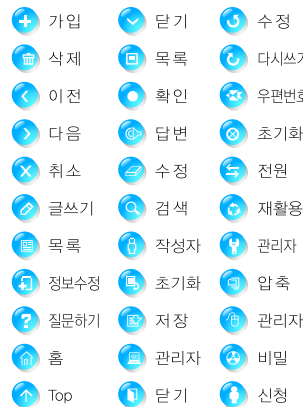 가입 닫기 수정
삭제 목록 다시쓰기
이전 확인 우편번호
다음 답변 초기화
취소 수정 전원
글쓰기 검색 재활용
목록 작성자 관리자
정보수정 초기화 압축
질문하기 저장 관리자
홈 관리자 비밀
Top 닫기 신청